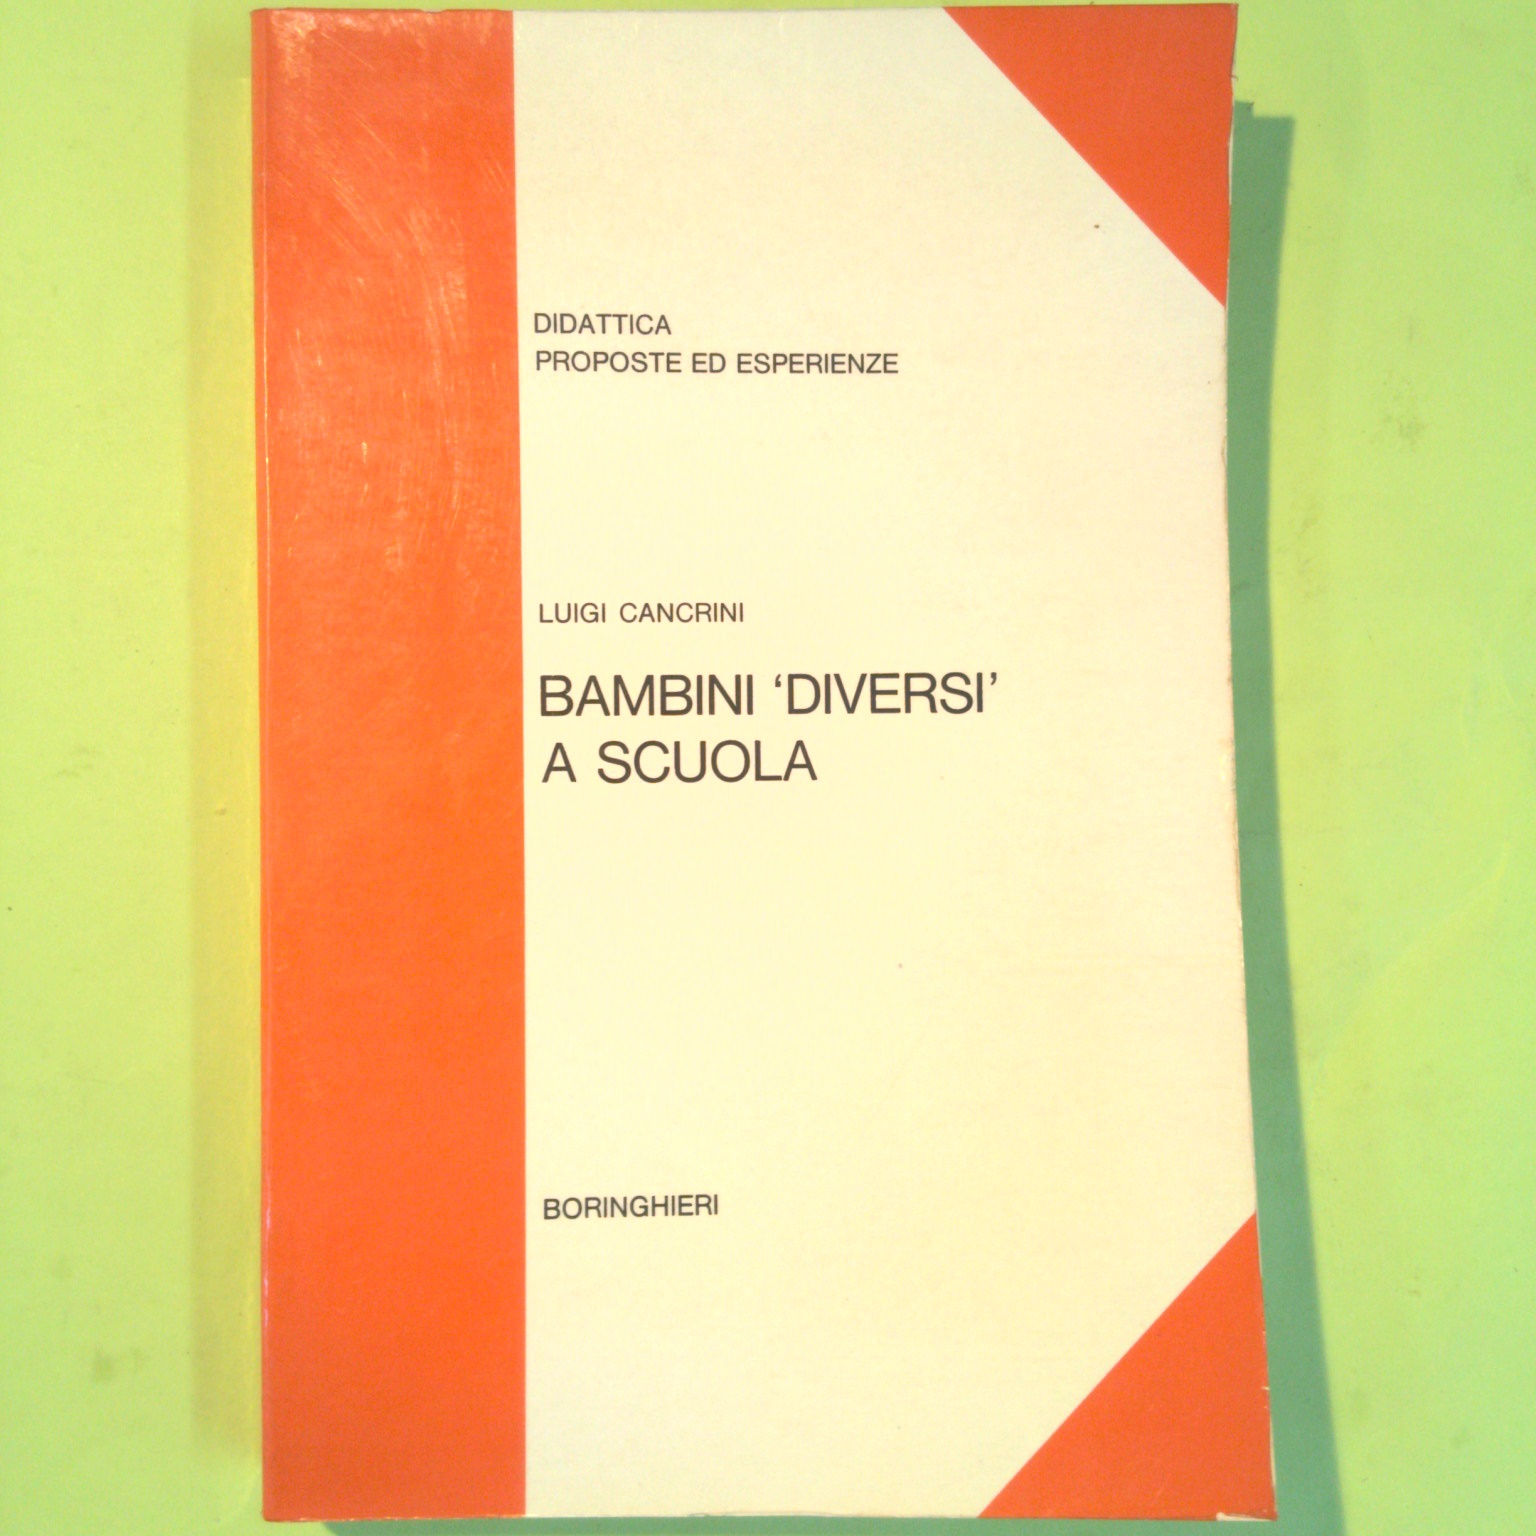 DIDATTICA
PROPOSTE ED ESPERIENZE
LUIGI CANCRINI
BAMBINI ‘DIVERSI’
A SCUOLA
BORINGHIERI